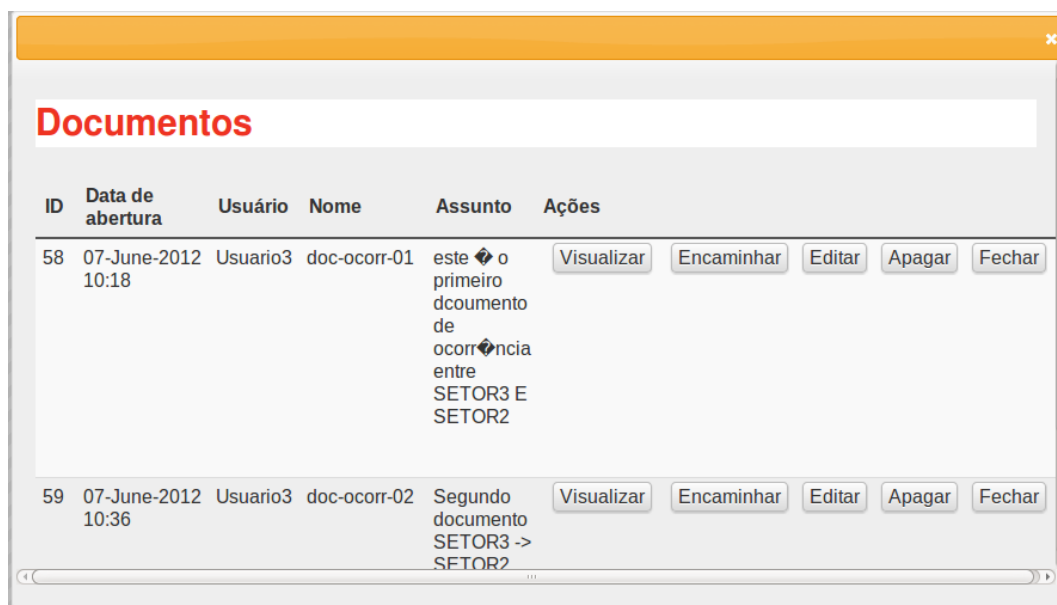 Documentos
ID Data de abertura Usuário Nome Assunto Ações
58 07-June-2012 Usuario3 doc-ocorr-01 este � o Visualizar Encaminhar Editar Apagar Fechar
10:18 primeiro
dcoumento
de
ocorr�ncia
entre
SETOR3 E
SETOR2
59 07-June-2012 Usuario3 doc-ocorr-02 Segundo Visualizar Encaminhar Editar Apagar Fechar
10:36 documento
SETOR3 ->
SETOR2